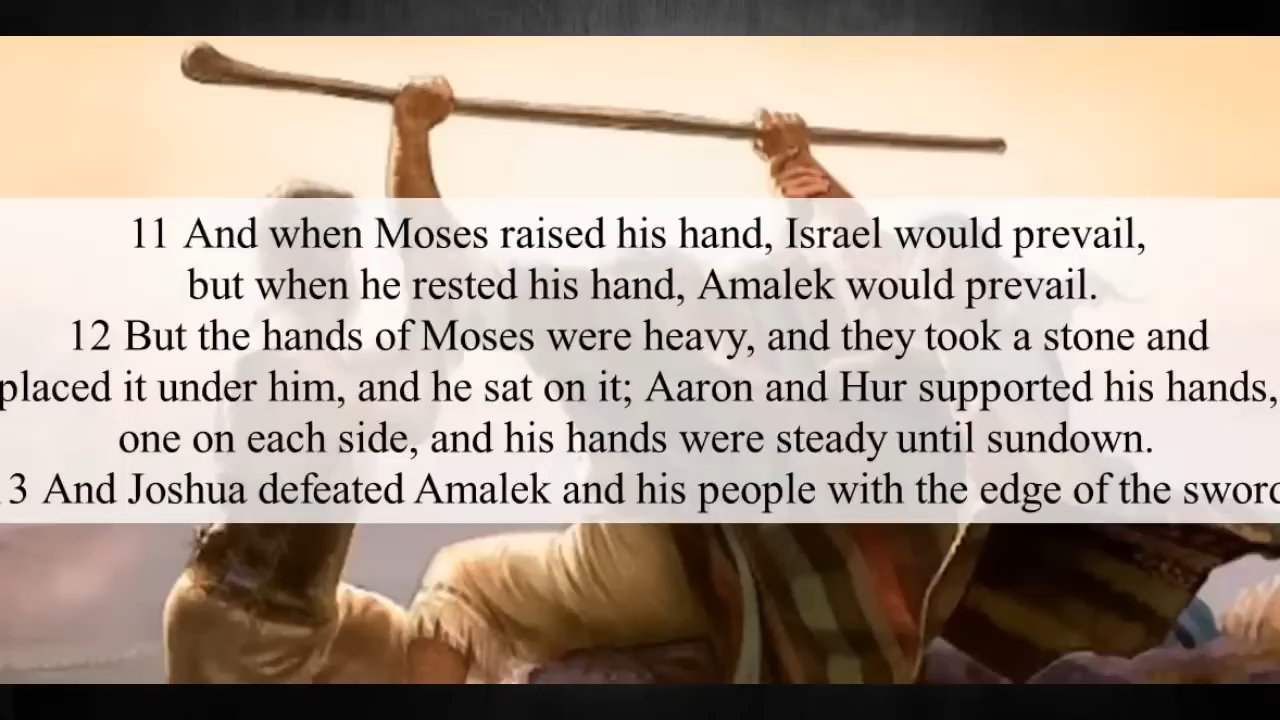 11 And when Moses raised his hand, Israel would prevail,
but when he rested his hand, Amalek would prevail.
12 But the hands of Moses were heavy, and they took a stone and
placed it under him, and he sat on it; Aaron and Hur supported his hands,
one on each side, and his hands were steady until sundown.
13 And Joshua defeated Amalek and his people with the edge of the sword